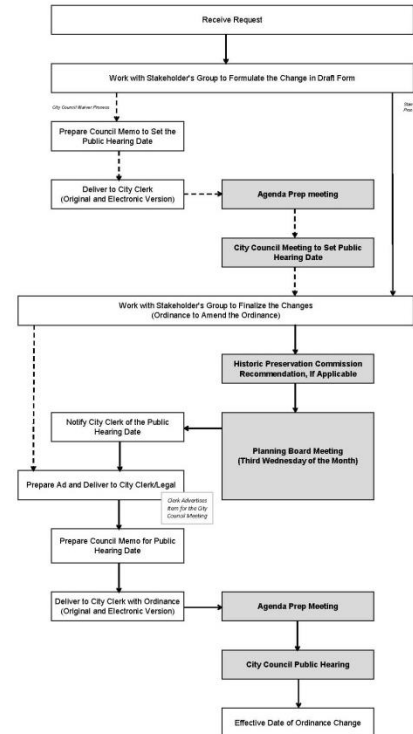 Receive Request
Work with Stakeholder's Group to Formulate the Change in Draft Form
City Council Waiver Process
Prepare Council Memo to Set the
Public Hearing Date
Deliver to City Clerk
(Original and Electronic Version)
Agenda Prep meeting
City Council Meeting to Set Public
Hearing Date
Work with Stakeholder's Group to Finalize the Changes
(Ordinance to Amend the Ordinance)
Historic Preservation Commission
Recommendation, If Applicable
Notify City Clerk of the Public
Hearing Date
Planning Board Meeting
(Third Wednesday of the Month)
Prepare Ad and Deliver to City Clerk/Legal
Clerk Advertises
Item for the City
Council Meeting
Prepare Council Memo for Public
Hearing Date
Deliver to City Clerk with Ordinance
(Original and Electronic Version)
Agenda Prep Meeting
City Council Public Hearing
Effective Date of Ordinance Change